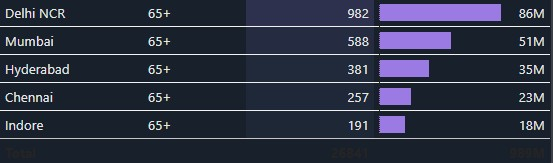 Delhi NCR 65+ 982 86M
Mumbai 65+ 588 51M
Hyderabad 65+ 381 35M
Chennai 65+ 257 23M
Indore 65+ 191 18M
Total